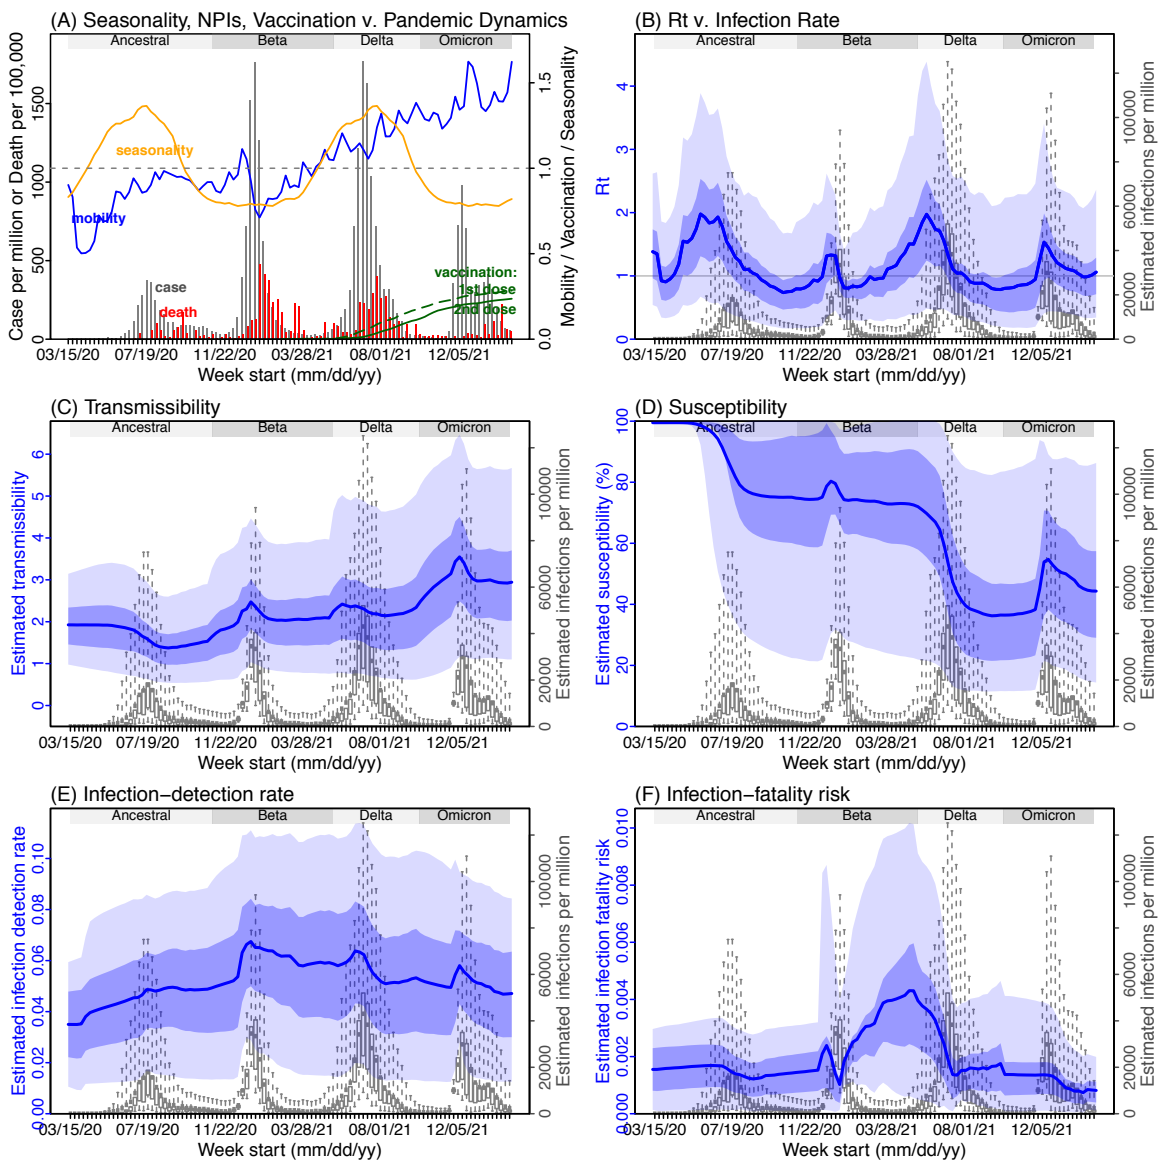 (A) Seasonality, NPIs, Vaccination v. Pandemic Dynamics
Ancestral Beta Delta Omicron
Case per million or Death per 100,000
0 500 1000 1500
seasonality
mobility
case
death
vaccination:
1st dose
2nd dose
0.0 0.5 1.0 1.5
Mobility / Vaccination / Seasonality
03/15/20 07/19/20 11/22/20 03/28/21 08/01/21 12/05/21
Week start (mm/dd/yy)
(B) Rt v. Infection Rate
Ancestral Beta Delta Omicron
Rt
0 1 2 3 4
0 20000 60000 100000
Estimated infections per million
03/15/20 07/19/20 11/22/20 03/28/21 08/01/21 12/05/21
Week start (mm/dd/yy)
(C) Transmissibility
Ancestral Beta Delta Omicron
Estimated transmissibility
0 1 2 3 4 5 6
0 20000 60000 100000
Estimated infections per million
03/15/20 07/19/20 11/22/20 03/28/21 08/01/21 12/05/21
Week start (mm/dd/yy)
(D) Susceptibility
Ancestral Beta Delta Omicron
Estimated susceptibility (%)
0 20 40 60 80 100
0 20000 60000 100000
Estimated infections per million
03/15/20 07/19/20 11/22/20 03/28/21 08/01/21 12/05/21
Week start (mm/dd/yy)
(E) Infection−detection rate
Ancestral Beta Delta Omicron
Estimated infection detection rate
0.00 0.02 0.04 0.06 0.08 0.10
0 20000 60000 100000
Estimated infections per million
03/15/20 07/19/20 11/22/20 03/28/21 08/01/21 12/05/21
Week start (mm/dd/yy)
(F) Infection−fatality risk
Ancestral Beta Delta Omicron
Estimated infection fatality risk
0.000 0.002 0.004 0.006 0.008 0.010
0 20000 60000 100000
Estimated infections per million
03/15/20 07/19/20 11/22/20 03/28/21 08/01/21 12/05/21
Week start (mm/dd/yy)